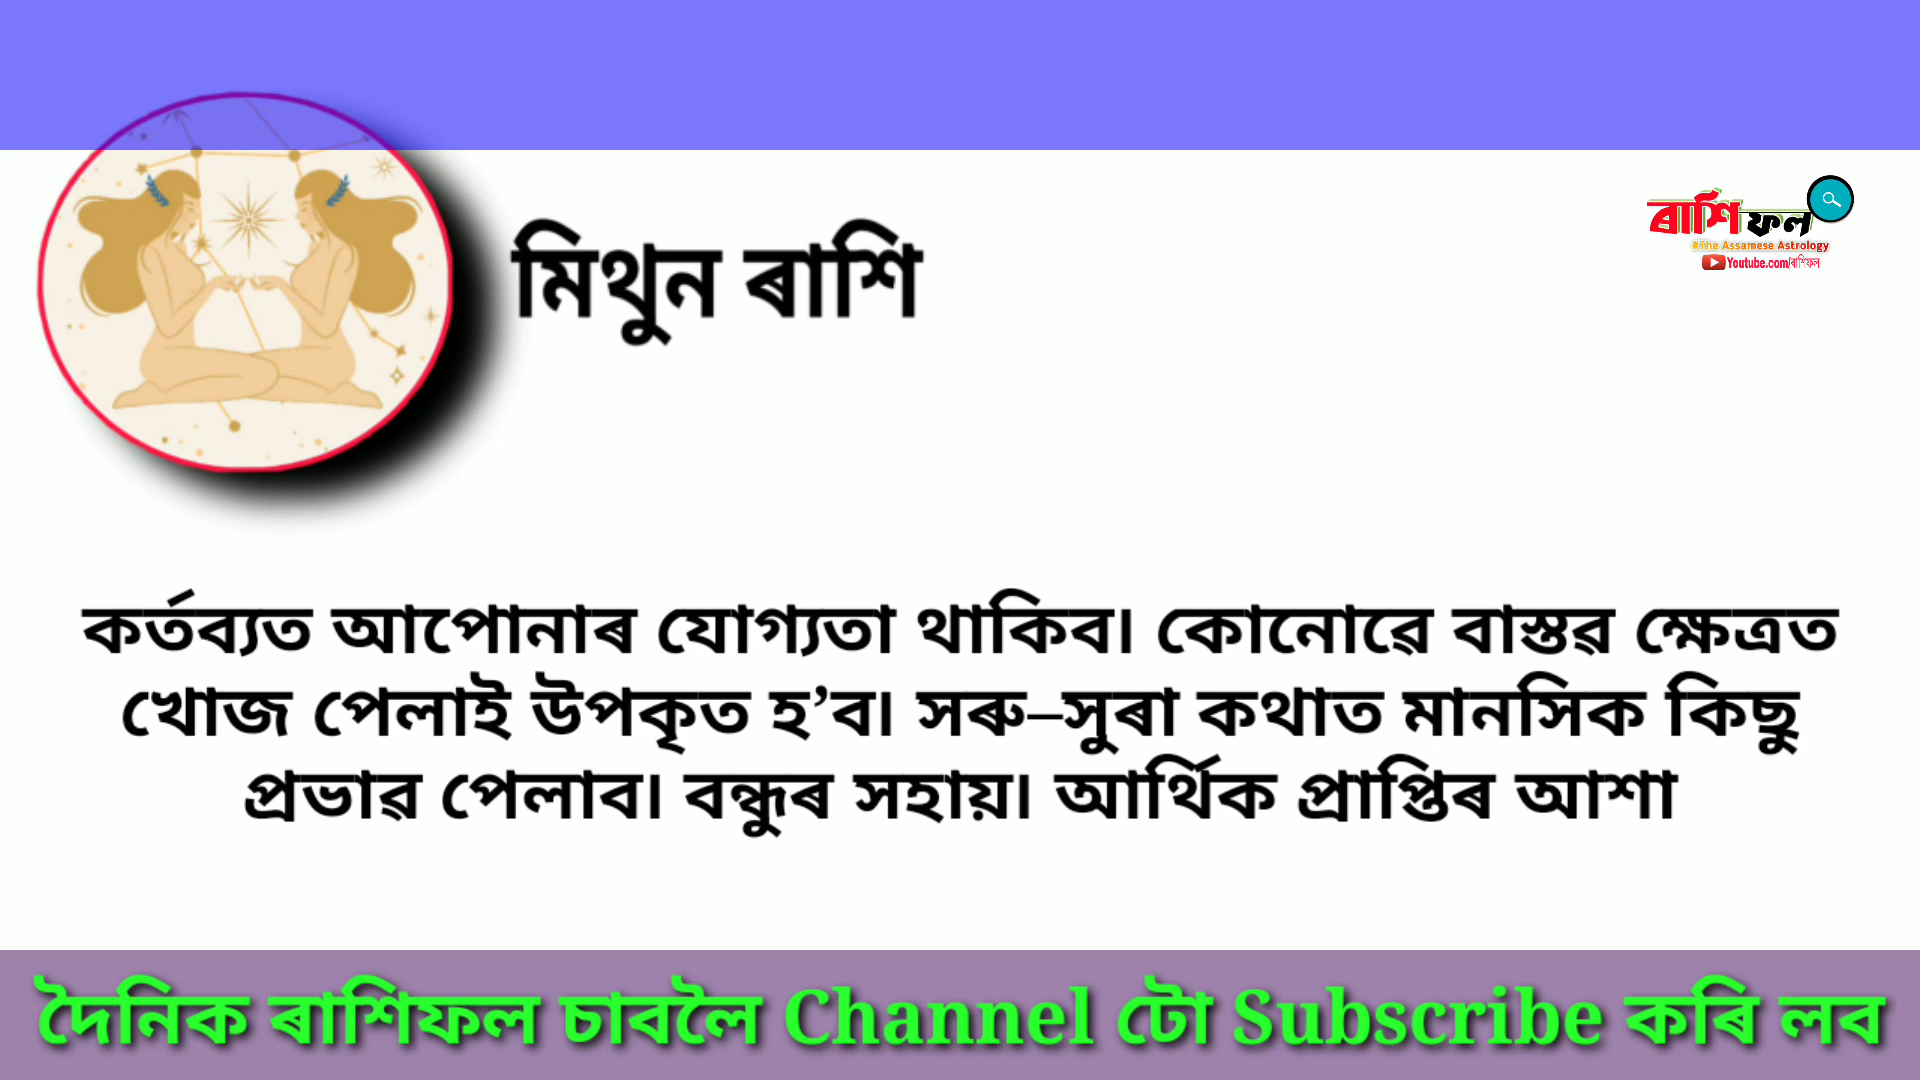 ৰাশি ফল
#The Assamese Astrology
Youtube.com/ৰাশিফল
মিথুন ৰাশি
কৰ্তব্যত আপোনাৰ যোগ্যতা থাকিব। কোনোৱে বাস্তৱ ক্ষেত্ৰত
খোজ পেলাই উপকৃত হ’ব। সৰু–সুৰা কথাত মানসিক কিছু
প্ৰভাৱ পেলাব। বন্ধুৰ সহায়। আৰ্থিক প্ৰাপ্তিৰ আশা
দৈনিক ৰাশিফল চাবলৈ Channel টো Subscribe কৰি লব